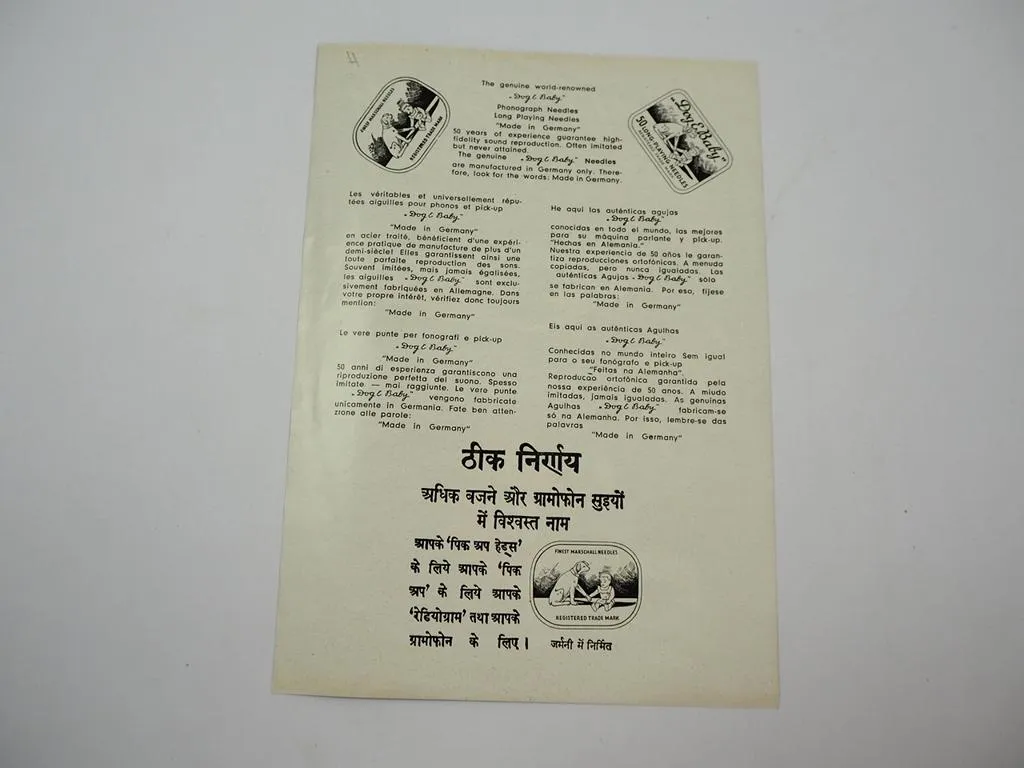 4
The genuine world-renowned
„Dog & Baby"
Phonograph Needles
Long Playing Needles
"Made in Germany"
50 years of experience guarantee high-
fidelity sound reproduction. Often imitated
but never attained.
The genuine „Dog & Baby" Needles
are manufactured in Germany only. There-
fore, look for the words: Made in Germany.
FINEST MARSCHALL NEEDLES
REGISTERED TRADE MARK
„Dog & Baby"
50 LONG PLAYING NEEDLES
Les véritables et universellement répu-
tées aiguilles pour phonos et pick-up
„Dog & Baby"
"Made in Germany"
en acier traité, bénéficient d'une expéri-
ence pratique de manufacture de plus d'un
demi-siècle! Elles garantissent ainsi une
toute parfaite reproduction des sons.
Souvent imitées, mais jamais égalisées,
les aiguilles „Dog & Baby" sont exclu-
sivement fabriquées en Allemagne. Dans
votre propre intérêt, vérifiez donc toujours
mention:
"Made in Germany"
He aqui las auténticas agujas
„Dog & Baby"
conocidas en todo el mundo, las mejores
para su máquina parlante y pick-up.
"Hechas en Alemania."
Nuestra experiencia de 50 años le garan-
tiza reproducciones ortofónicas. A menuda
copiadas, pero nunca igualadas. Las
auténticas Agujas „Dog & Baby" sólo
se fabrican en Alemania. Por eso, fijese
en las palabras:
"Made in Germany"
Le vere punte per fonografi e pick-up
„Dog & Baby"
"Made in Germany"
50 anni di esperienza garantiscono una
riproduzione perfetta del suono. Spesso
imitate — mai raggiunte. Le vere punte
„Dog & Baby" vengono fabbricate
unicamente in Germania. Fate ben atten-
zione alle parole:
"Made in Germany"
Eis aqui as auténticas Agulhas
„Dog & Baby"
Conhecidas no mundo inteiro Sem igual
para o seu fonógrafo e pick-up
"Feitas na Alemanha".
Reproducão ortofônica garantida pela
nossa experiência de 50 anos. A miudo
imitadas, jamais igualadas. As genuinas
Agulhas „Dog & Baby" fabricam-se
só na Alemanha. Por isso, lembre-se das
palavras
"Made in Germany"
ठीक निर्णय
अधिक बजने और ग्रामोफोन सुइयों
में विश्वस्त नाम
आपके 'पिक अप हेड्स'
के लिये आपके 'पिक
अप' के लिये आपके
'रेडियोग्राम' तथा आपके
ग्रामोफोन के लिए।
FINEST MARSCHALL NEEDLES
REGISTERED TRADE MARK
जर्मनी में निर्मित